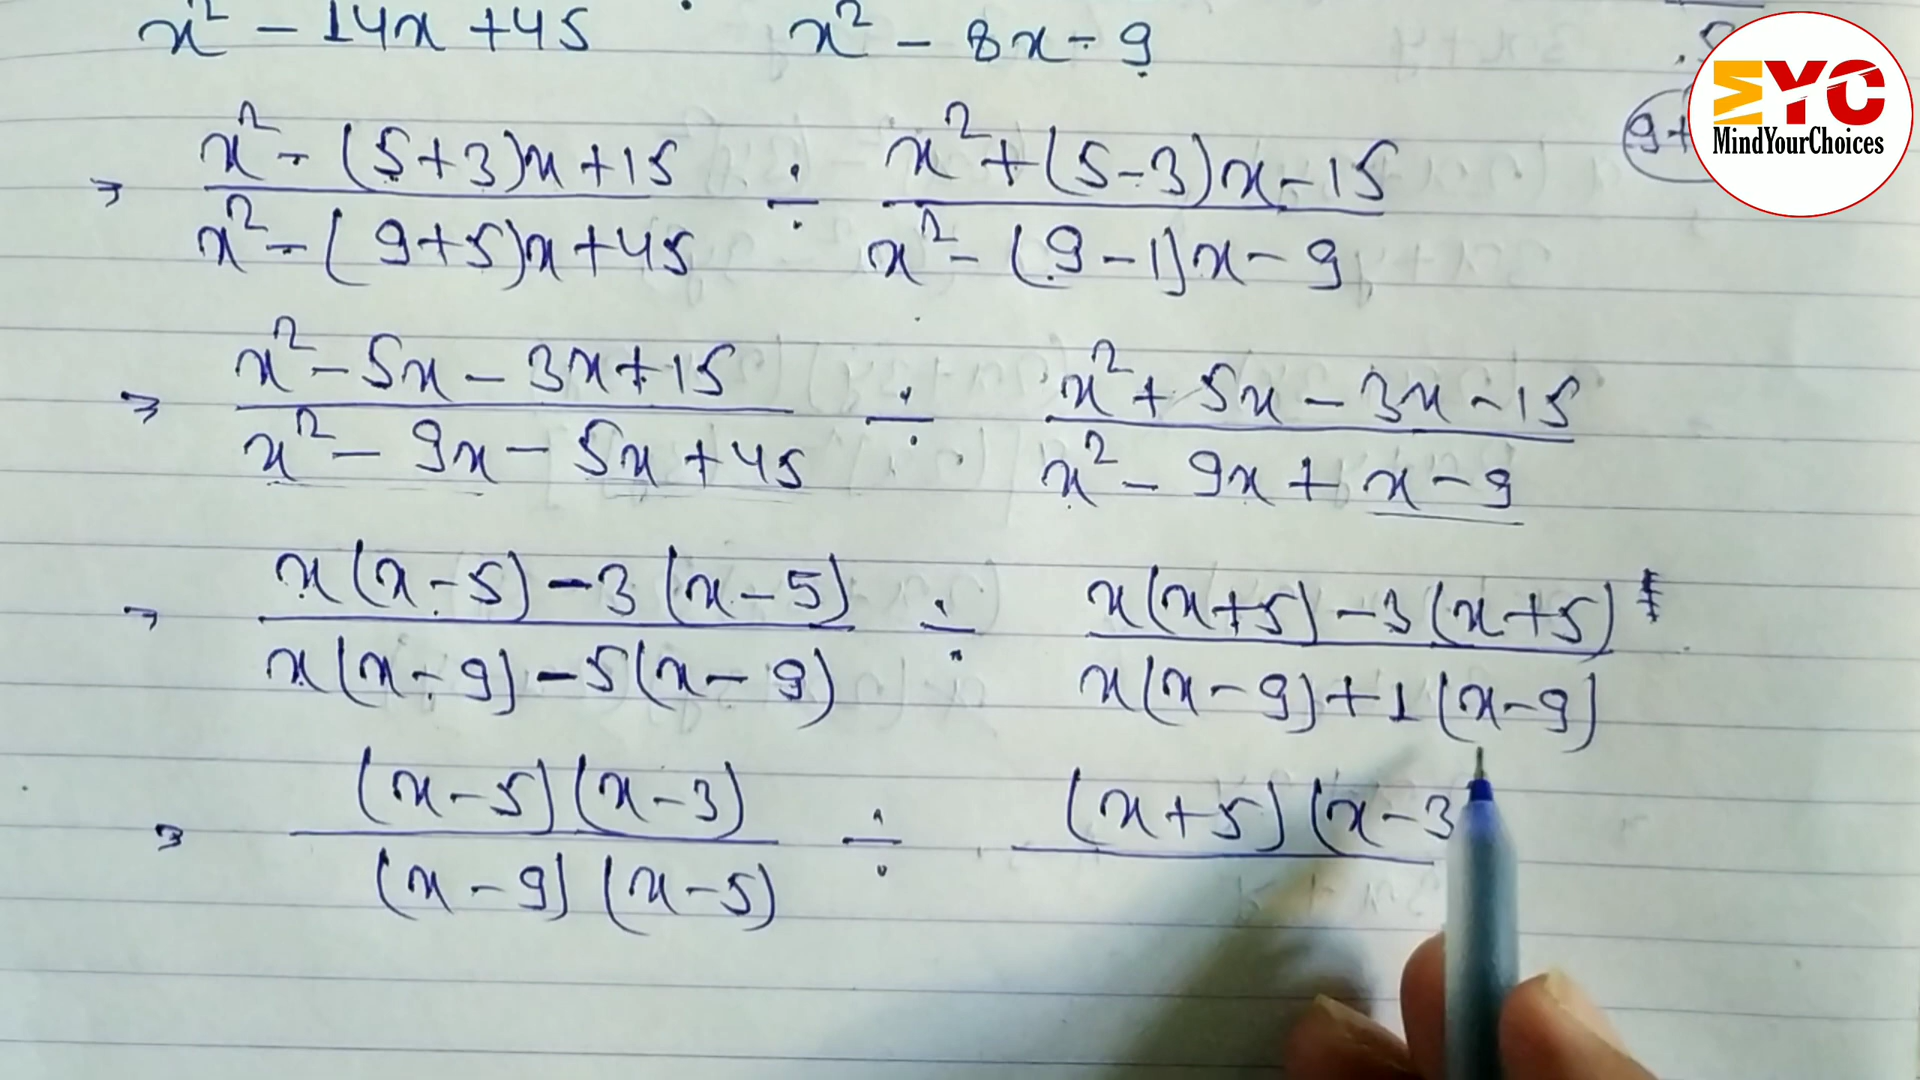 x² - 14x + 45 x² - 8x - 9
MYC
MindYourChoices
9+
x² - (5+3)x + 15 ÷ x² + (5-3)x - 15
x² - (9+5)x + 45 x² - (9-1)x - 9
x² - 5x - 3x + 15 ÷ x² + 5x - 3x - 15
x² - 9x - 5x + 45 x² - 9x + x - 9
x(x-5) - 3(x-5) ÷ x(x+5) - 3(x+5)
x(x-9) - 5(x-9) x(x-9) + 1(x-9)
(x-5)(x-3) ÷ (x+5)(x-3
(x-9)(x-5)